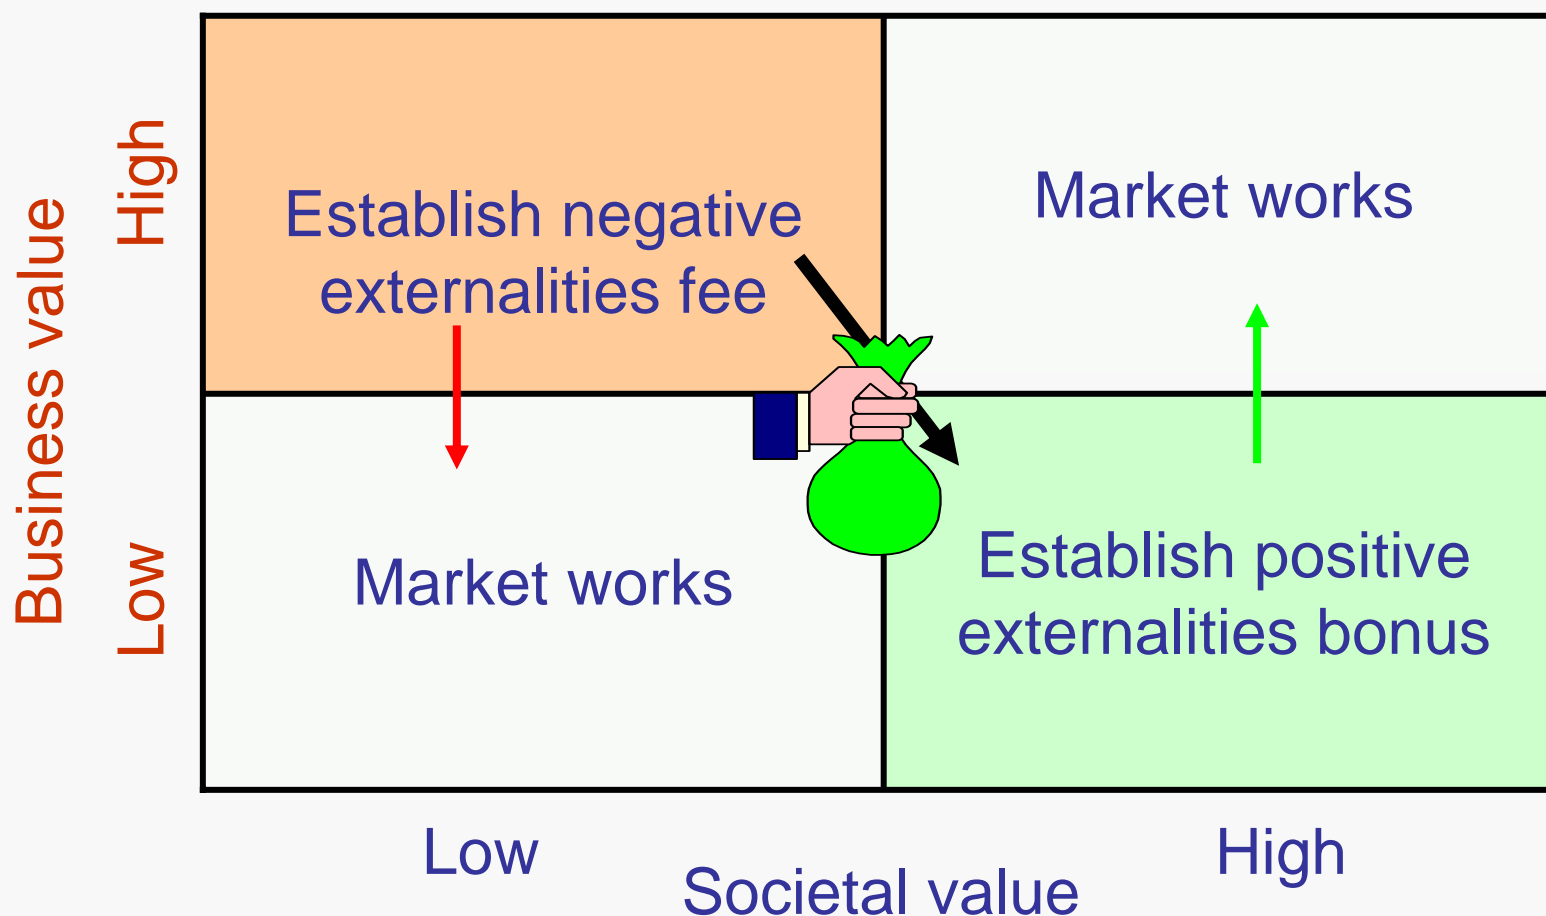 Business value
High
Low
Establish negative
externalities fee
Market works
Market works
Establish positive
externalities bonus
Low
High
Societal value